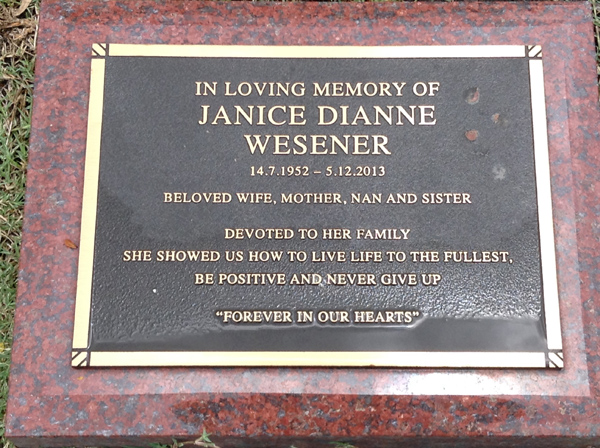 IN LOVING MEMORY OF
JANICE DIANNE
WESENER
14.7.1952 – 5.12.2013
BELOVED WIFE, MOTHER, NAN AND SISTER
DEVOTED TO HER FAMILY
SHE SHOWED US HOW TO LIVE LIFE TO THE FULLEST,
BE POSITIVE AND NEVER GIVE UP
“FOREVER IN OUR HEARTS”